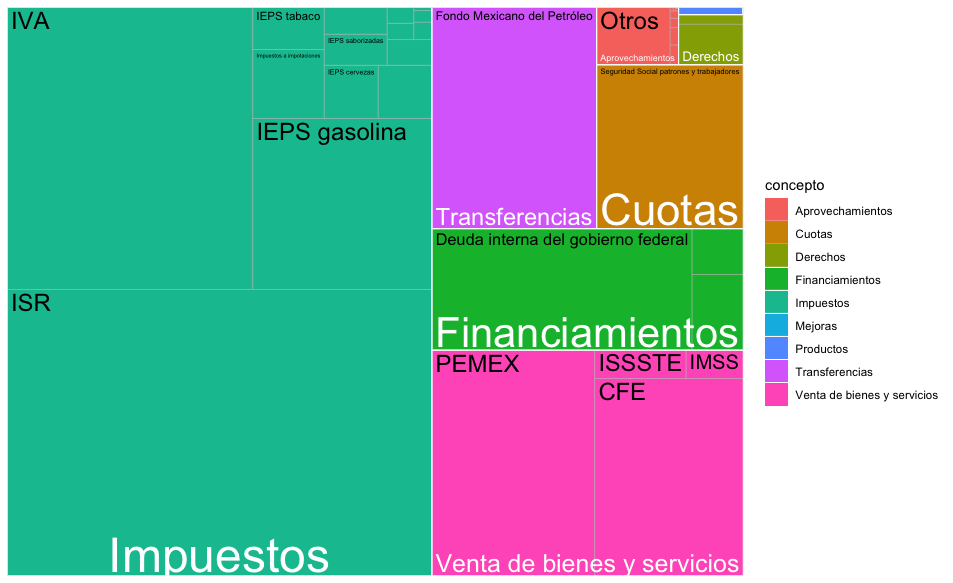 IVA
IEPS tabaco
Impuestos a impotaciones
IEPS saborizadas
IEPS cervezas
IEPS gasolina
ISR
Impuestos
Fondo Mexicano del Petróleo
Transferencias
Otros
Aprovechamientos
Derechos
Seguridad Social patrones y trabajadores
Cuotas
Deuda interna del gobierno federal
Financiamientos
PEMEX
ISSSTE
IMSS
CFE
Venta de bienes y servicios
concepto
Aprovechamientos
Cuotas
Derechos
Financiamientos
Impuestos
Mejoras
Productos
Transferencias
Venta de bienes y servicios